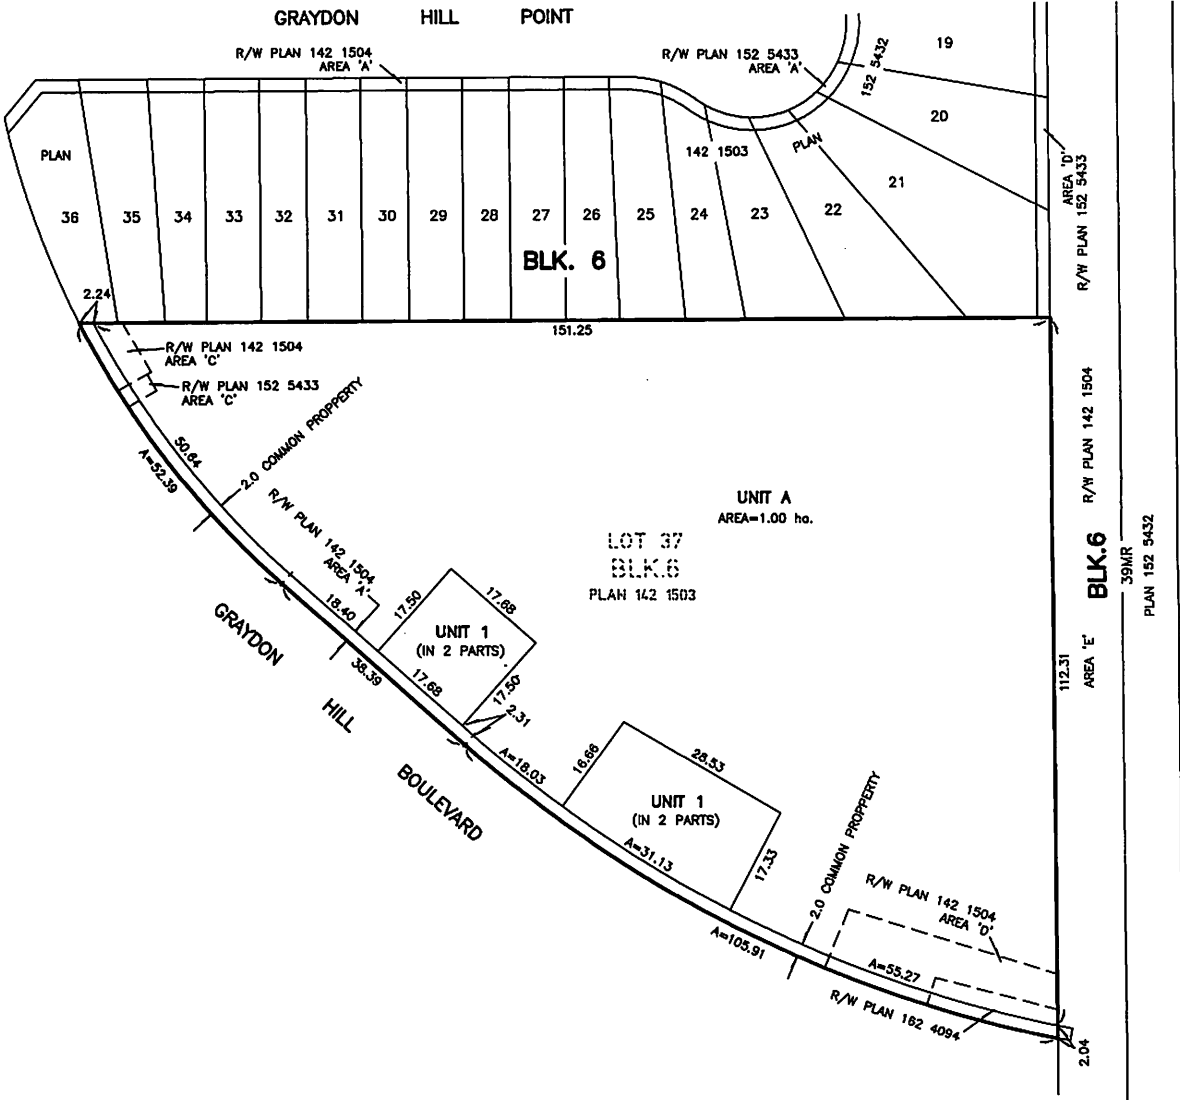 GRAYDON HILL POINT
R/W PLAN 142 1504
AREA 'A'
R/W PLAN 152 5433
AREA 'A'
152 5432
19
20
21
22
23
24
25
26
27
28
29
30
31
32
33
34
35
36
PLAN
142 1503
PLAN
BLK. 6
AREA 'D'
R/W PLAN 152 5433
2.24
151.25
R/W PLAN 142 1504
AREA 'C'
R/W PLAN 152 5433
AREA 'C'
50.64
A=52.39
2.0 COMMON PROPPERTY
R/W PLAN 142 1504
AREA 'A'
UNIT A
AREA=1.00 ha.
LOT 37
BLK.6
PLAN 142 1503
R/W PLAN 142 1504
BLK.6
39MR
PLAN 152 5432
112.31
AREA 'E'
18.40
38.39
17.50
17.68
UNIT 1
(IN 2 PARTS)
17.68
17.50
2.31
GRAYDON
HILL
BOULEVARD
A=18.03
16.66
28.53
UNIT 1
(IN 2 PARTS)
A=31.13
17.33
A=105.91
2.0 COMMON PROPPERTY
R/W PLAN 142 1504
AREA 'D'
A=55.27
R/W PLAN 162 4094
2.04